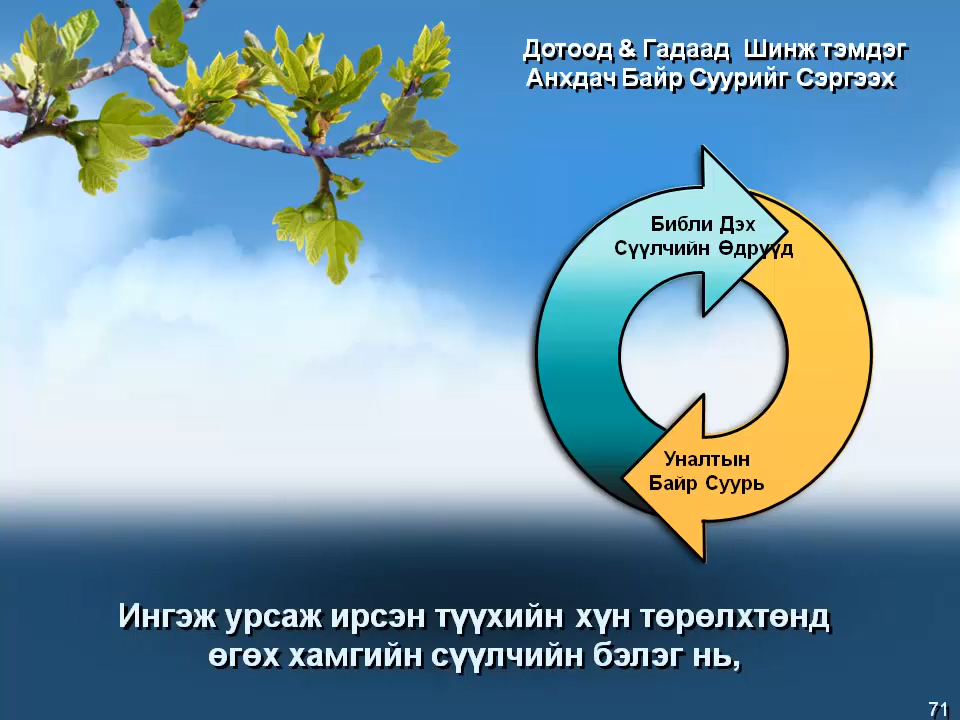 Дотоод & Гадаад Шинж тэмдэг
Анхдач Байр Суурийг Сэргээх
Библи Дэх
Сүүлчийн Өдрүүд
Уналтын
Байр Суурь
Ингэж урсаж ирсэн түүхийн хүн төрөлхтөнд
өгөх хамгийн сүүлчийн бэлэг нь,
71